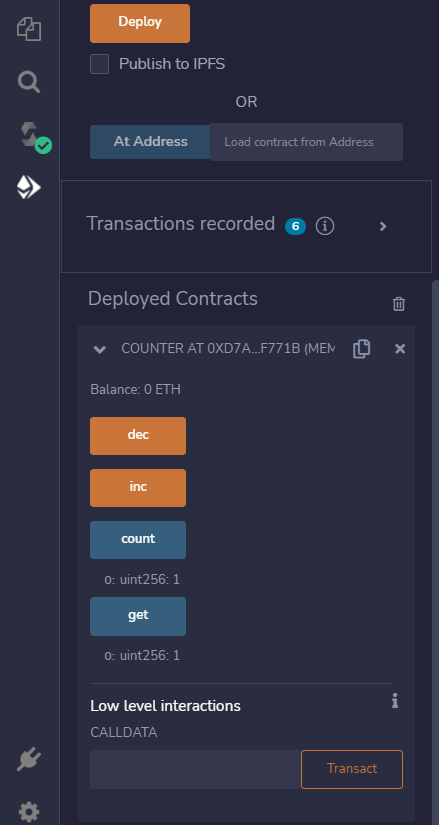 Deploy
Publish to IPFS
OR
At Address Load contract from Address
Transactions recorded 6 i
Deployed Contracts
COUNTER AT 0XD7A...F771B (MEM
Balance: 0 ETH
dec
inc
count
0: uint256: 1
get
0: uint256: 1
Low level interactions i
CALLDATA
Transact